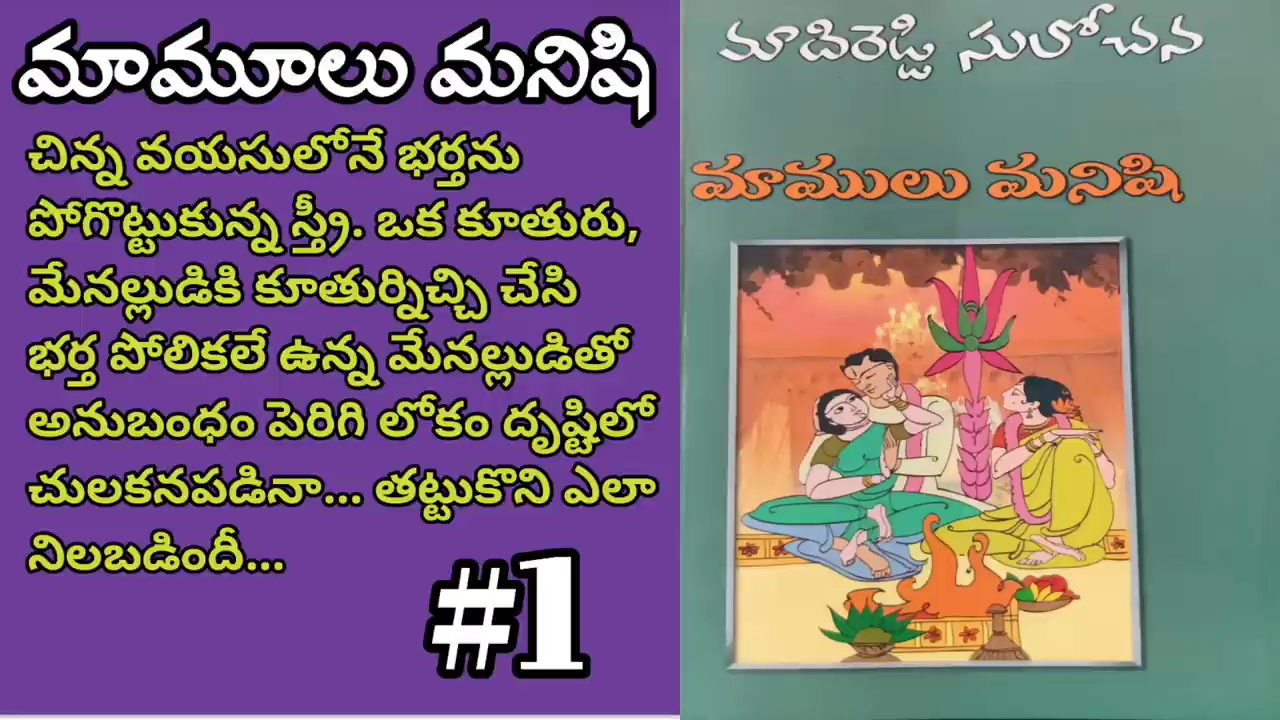 మామూలు మనిషి
చిన్న వయసులోనే భర్తను
పోగొట్టుకున్న స్త్రీ. ఒక కూతురు,
మేనల్లుడికి కూతుర్నిచ్చి చేసి
భర్త పోలికలే ఉన్న మేనల్లుడితో
అనుబంధం పెరిగి లోకం దృష్టిలో
చులకనపడినా... తట్టుకొని ఎలా
నిలబడిందీ...
#1
మాదిరెడ్డి సులోచన
మాములు మనిషి